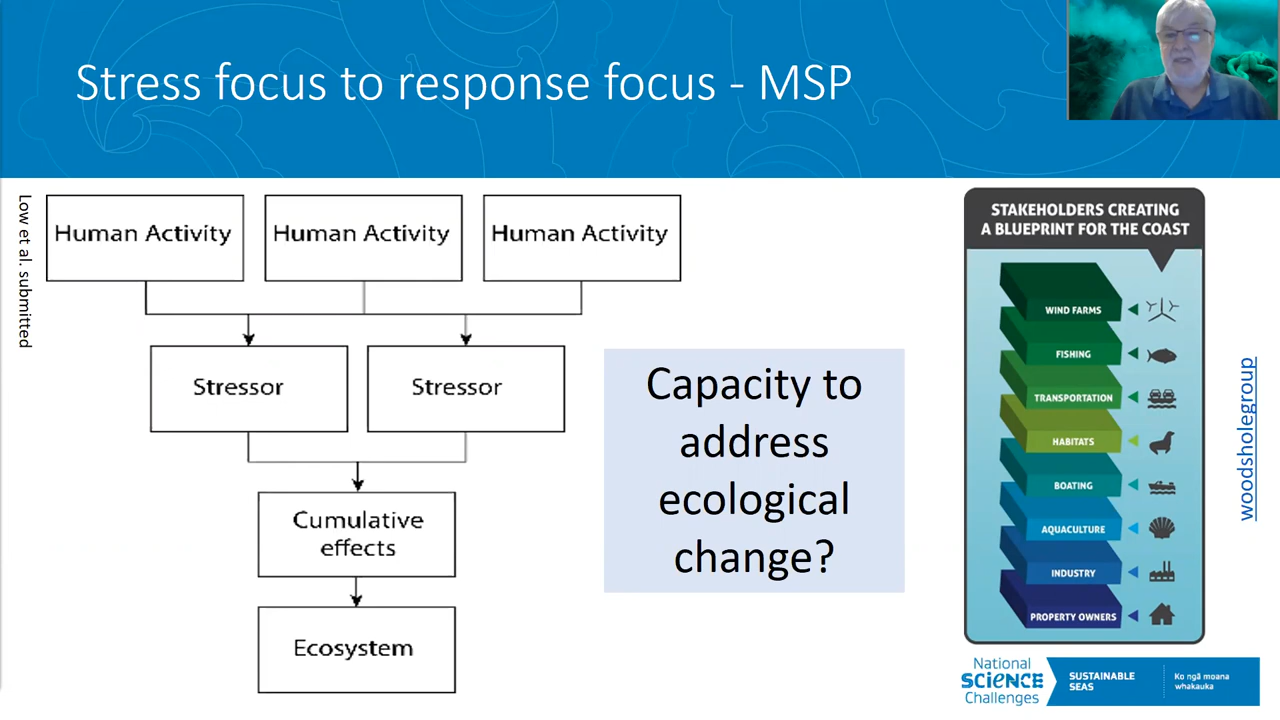 Stress focus to response focus - MSP
Low et al. submitted
Human Activity
Human Activity
Human Activity
Stressor
Stressor
Cumulative
effects
Ecosystem
Capacity to
address
ecological
change?
STAKEHOLDERS CREATING
A BLUEPRINT FOR THE COAST
WIND FARMS
FISHING
TRANSPORTATION
HABITATS
BOATING
AQUACULTURE
INDUSTRY
PROPERTY OWNERS
woodsholegroup
National
SCIENCE
Challenges
SUSTAINABLE
SEAS
Ko ngā moana
whakauka